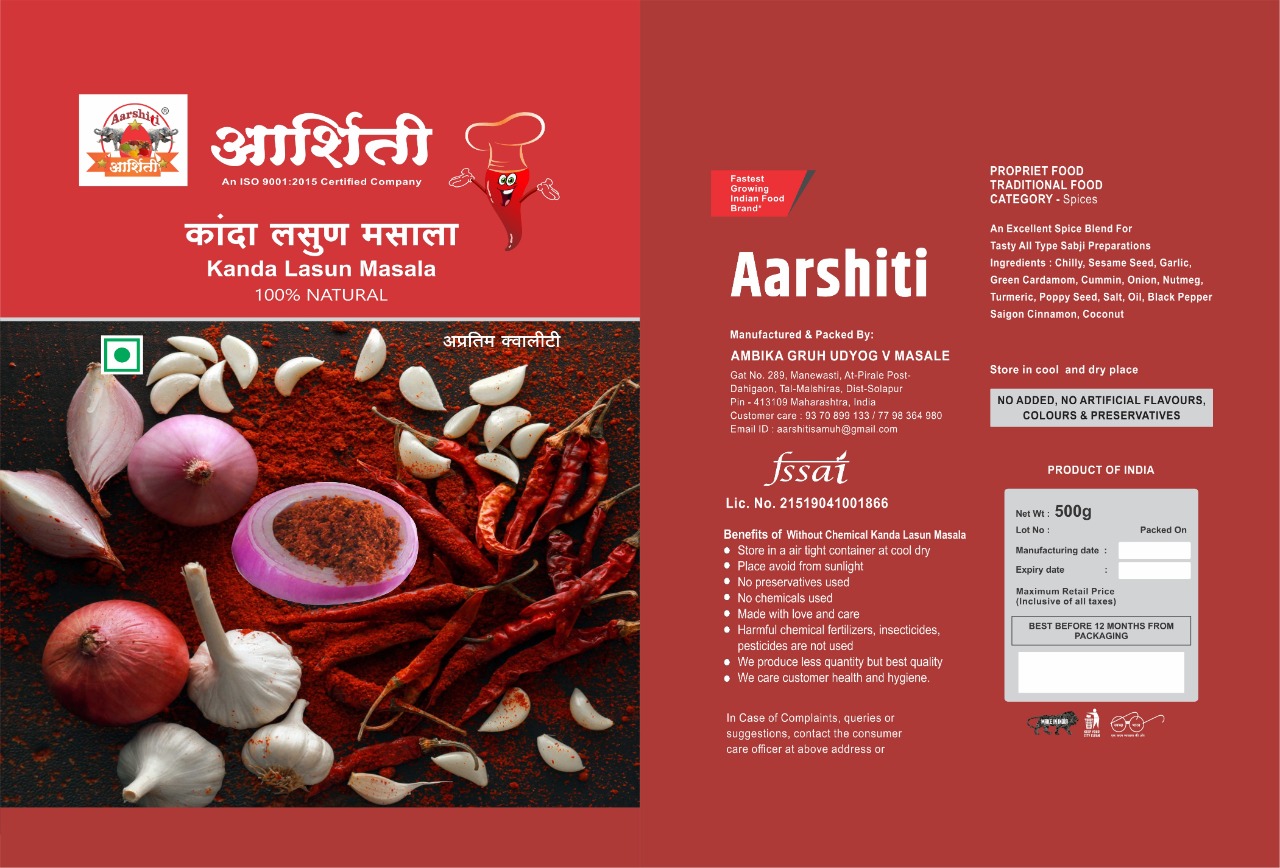 Aarshiti ®
आर्शिती
आर्शिती
An ISO 9001:2015 Certified Company
कांदा लसुण मसाला
Kanda Lasun Masala
100% NATURAL
अप्रतिम क्वालीटी
Fastest
Growing
Indian Food
Brand*
Aarshiti
Manufactured & Packed By:
AMBIKA GRUH UDYOG V MASALE
Gat No. 289, Manewasti, At-Pirale Post-
Dahigaon, Tal-Malshiras, Dist-Solapur
Pin - 413109 Maharashtra, India
Customer care : 93 70 899 133 / 77 98 364 980
Email ID : aarshitisamuh@gmail.com
fssai
Lic. No. 21519041001866
Benefits of Without Chemical Kanda Lasun Masala
Store in a air tight container at cool dry
Place avoid from sunlight
No preservatives used
No chemicals used
Made with love and care
Harmful chemical fertilizers, insecticides,
pesticides are not used
We produce less quantity but best quality
We care customer health and hygiene.
In Case of Complaints, queries or
suggestions, contact the consumer
care officer at above address or
PROPRIET FOOD
TRADITIONAL FOOD
CATEGORY - Spices
An Excellent Spice Blend For
Tasty All Type Sabji Preparations
Ingredients : Chilly, Sesame Seed, Garlic,
Green Cardamom, Cummin, Onion, Nutmeg,
Turmeric, Poppy Seed, Salt, Oil, Black Pepper
Saigon Cinnamon, Coconut
Store in cool and dry place
NO ADDED, NO ARTIFICIAL FLAVOURS,
COLOURS & PRESERVATIVES
PRODUCT OF INDIA
Net Wt : 500g
Lot No : Packed On
Manufacturing date :
Expiry date :
Maximum Retail Price
(Inclusive of all taxes)
BEST BEFORE 12 MONTHS FROM
PACKAGING
MAKE IN INDIA